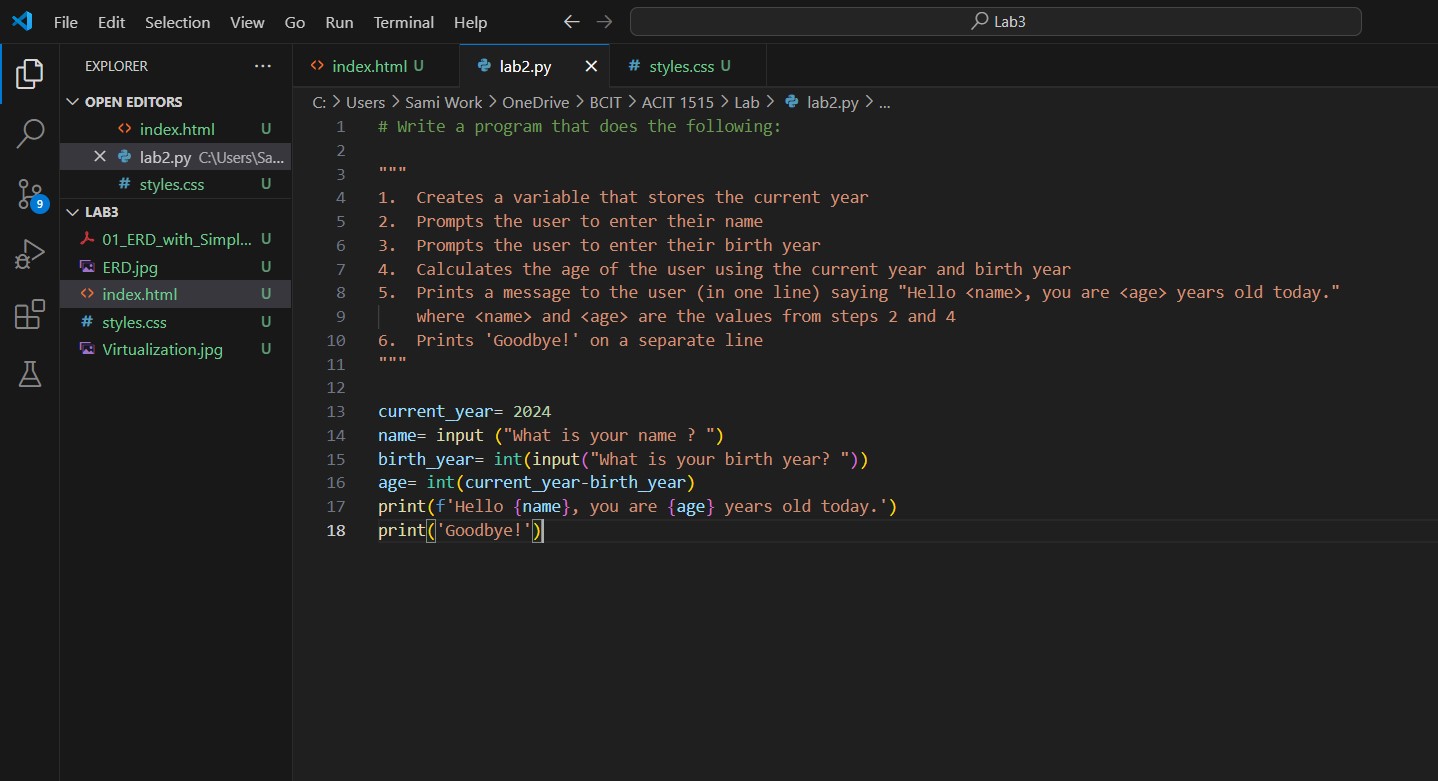 File Edit Selection View Go Run Terminal Help ← → Lab3
EXPLORER ...
OPEN EDITORS
index.html U
lab2.py C:\Users\Sa...
# styles.css U
LAB3
01_ERD_with_Simpl... U
ERD.jpg U
index.html U
# styles.css U
Virtualization.jpg U
9
index.html U
lab2.py
# styles.css U
C: > Users > Sami Work > OneDrive > BCIT > ACIT 1515 > Lab > lab2.py > ...
1 # Write a program that does the following:
2
3 """
4 1.  Creates a variable that stores the current year
5 2.  Prompts the user to enter their name
6 3.  Prompts the user to enter their birth year
7 4.  Calculates the age of the user using the current year and birth year
8 5.  Prints a message to the user (in one line) saying "Hello <name>, you are <age> years old today."
9     where <name> and <age> are the values from steps 2 and 4
10 6.  Prints 'Goodbye!' on a separate line
11 """
12
13 current_year= 2024
14 name= input ("What is your name ? ")
15 birth_year= int(input("What is your birth year? "))
16 age= int(current_year-birth_year)
17 print(f'Hello {name}, you are {age} years old today.')
18 print('Goodbye!')